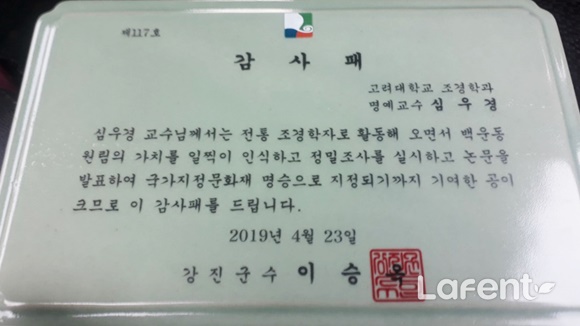 제117호
감사패
고려대학교 조경학과
명예교수 심우경
심우경 교수님께서는 전통 조경학자로 활동해 오면서 백운동
원림의 가치를 일찍이 인식하고 정밀조사를 실시하고 논문을
발표하여 국가지정문화재 명승으로 지정되기까지 기여한 공이
크므로 이 감사패를 드립니다.
2019년 4월 23일
강진군수 이승옥
Lafent